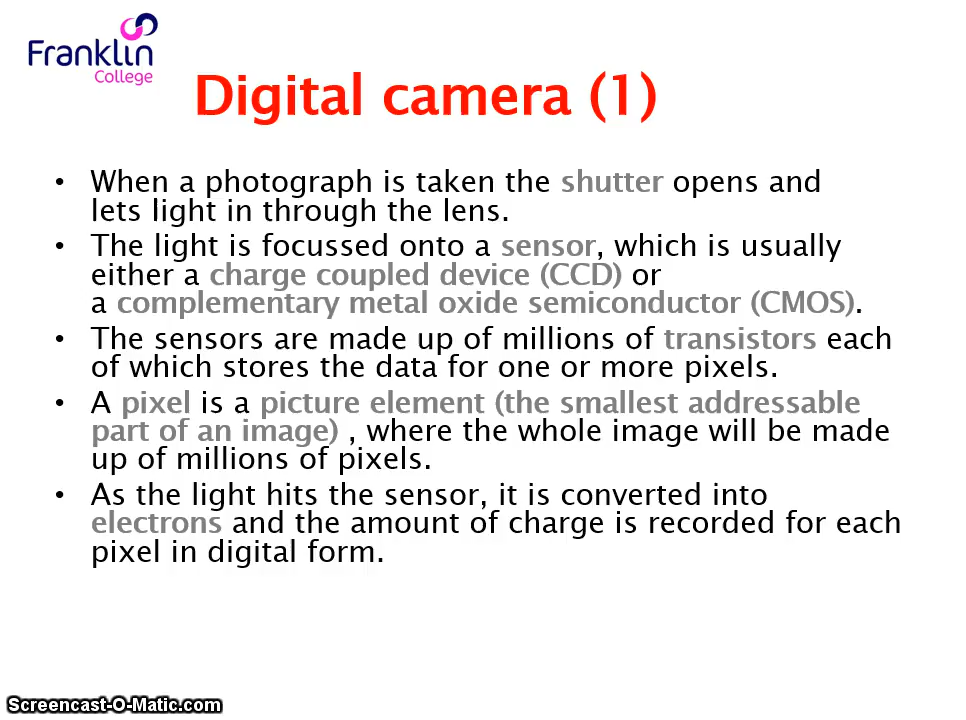 Franklin
College
Digital camera (1)
• When a photograph is taken the shutter opens and
lets light in through the lens.
• The light is focussed onto a sensor, which is usually
either a charge coupled device (CCD) or
a complementary metal oxide semiconductor (CMOS).
• The sensors are made up of millions of transistors each
of which stores the data for one or more pixels.
• A pixel is a picture element (the smallest addressable
part of an image) , where the whole image will be made
up of millions of pixels.
• As the light hits the sensor, it is converted into
electrons and the amount of charge is recorded for each
pixel in digital form.
Screencast-O-Matic.com